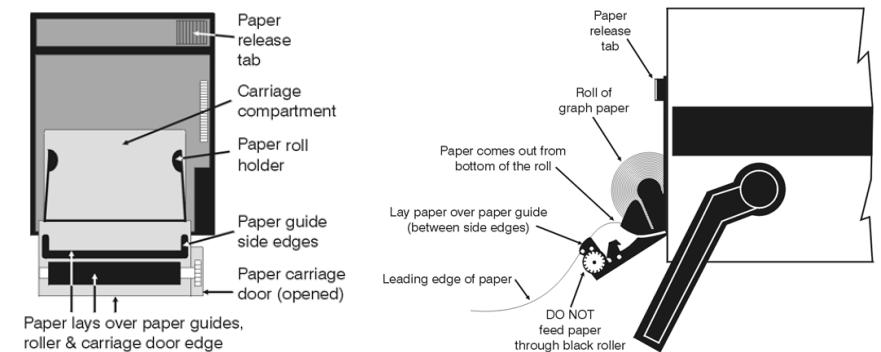 Paper
release
tab
Carriage
compartment
Paper roll
holder
Paper guide
side edges
Paper carriage
door (opened)
Paper lays over paper guides,
roller & carriage door edge
Paper
release
tab
Roll of
graph paper
Paper comes out from
bottom of the roll
Lay paper over paper guide
(between side edges)
Leading edge of paper
DO NOT
feed paper
through black roller